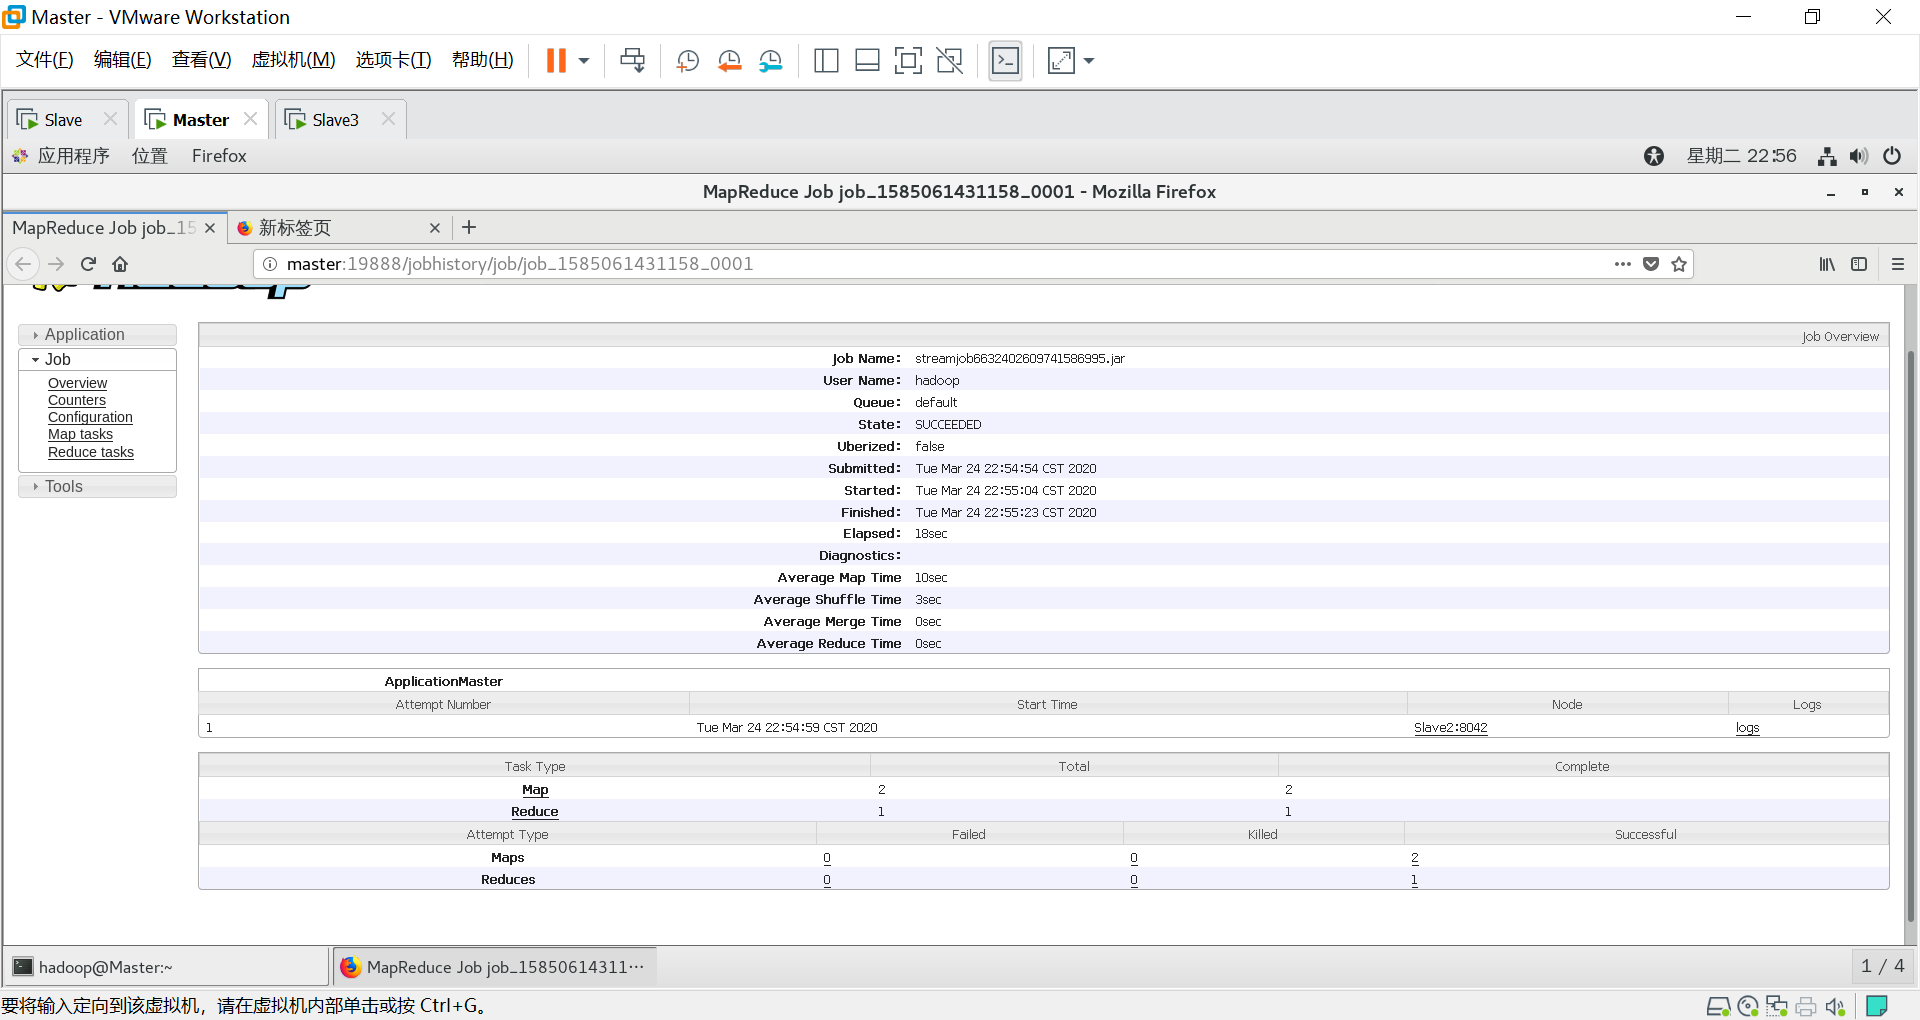 Master - VMware Workstation
文件(F) 编辑(E) 查看(V) 虚拟机(M) 选项卡(T) 帮助(H)
Slave Master Slave3
应用程序 位置 Firefox 星期二 22:56
MapReduce Job job_1585061431158_0001 - Mozilla Firefox
MapReduce Job job_15 新标签页
master:19888/jobhistory/job/job_1585061431158_0001
Application
Job
Overview
Counters
Configuration
Map tasks
Reduce tasks
Tools
Job Overview
Job Name: streamjob6632402609741586995.jar
User Name: hadoop
Queue: default
State: SUCCEEDED
Uberized: false
Submitted: Tue Mar 24 22:54:54 CST 2020
Started: Tue Mar 24 22:55:04 CST 2020
Finished: Tue Mar 24 22:55:23 CST 2020
Elapsed: 18sec
Diagnostics:
Average Map Time 10sec
Average Shuffle Time 3sec
Average Merge Time 0sec
Average Reduce Time 0sec
ApplicationMaster
Attempt Number Start Time Node Logs
1 Tue Mar 24 22:54:59 CST 2020 Slave2:8042 logs
Task Type Total Complete
Map 2 2
Reduce 1 1
Attempt Type Failed Killed Successful
Maps 0 0 2
Reduces 0 0 1
hadoop@Master:~ MapReduce Job job_15850614311… 1 / 4
要将输入定向到该虚拟机，请在虚拟机内部单击或按 Ctrl+G。